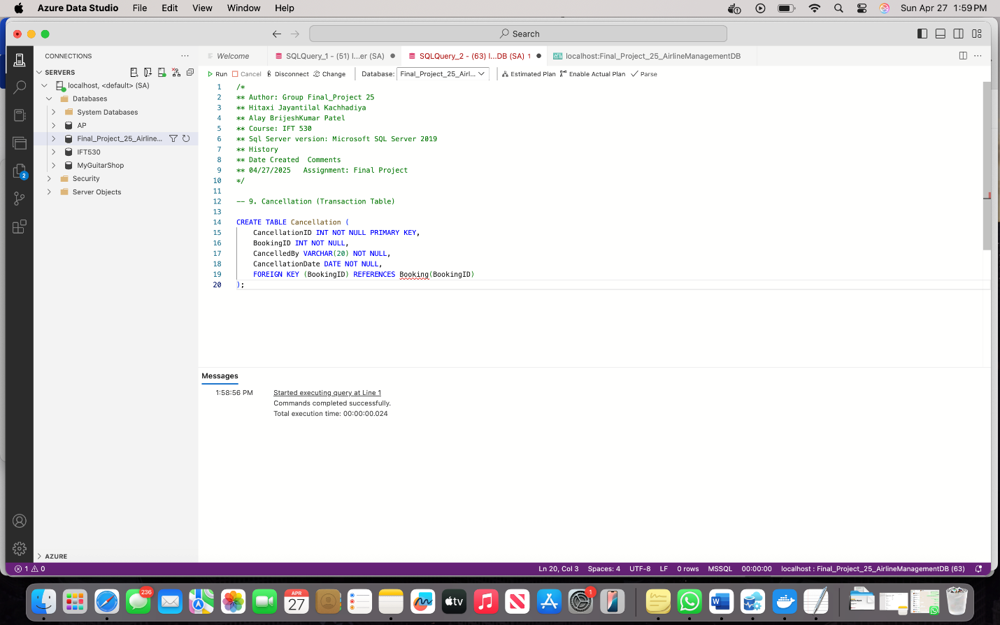 Azure Data Studio File Edit View Window Help Sun Apr 27 1:59 PM
Search
CONNECTIONS
Welcome
SQLQuery_1 - (51) l...er (SA)
SQLQuery_2 - (63) l...DB (SA) 1
localhost:Final_Project_25_AirlineManagementDB
SERVERS
Run Cancel Disconnect Change Database: Final_Project_25_Airl... Estimated Plan Enable Actual Plan Parse
localhost, <default> (SA)
Databases
System Databases
AP
Final_Project_25_Airline...
IFT530
MyGuitarShop
Security
Server Objects
2
1 /*
2 ** Author: Group Final_Project 25
3 ** Hitaxi Jayantilal Kachhadiya
4 ** Alay BrijeshKumar Patel
5 ** Course: IFT 530
6 ** Sql Server version: Microsoft SQL Server 2019
7 ** History
8 ** Date Created  Comments
9 ** 04/27/2025   Assignment: Final Project
10 */
11
12 -- 9. Cancellation (Transaction Table)
13
14 CREATE TABLE Cancellation (
15     CancellationID INT NOT NULL PRIMARY KEY,
16     BookingID INT NOT NULL,
17     CancelledBy VARCHAR(20) NOT NULL,
18     CancellationDate DATE NOT NULL,
19     FOREIGN KEY (BookingID) REFERENCES Booking(BookingID)
20 );
Messages
1:58:56 PM Started executing query at Line 1
Commands completed successfully.
Total execution time: 00:00:00.024
AZURE
1 0 Ln 20, Col 3 Spaces: 4 UTF-8 LF 0 rows MSSQL 00:00:00 localhost : Final_Project_25_AirlineManagementDB (63)
236
APR
27
tv
1
W